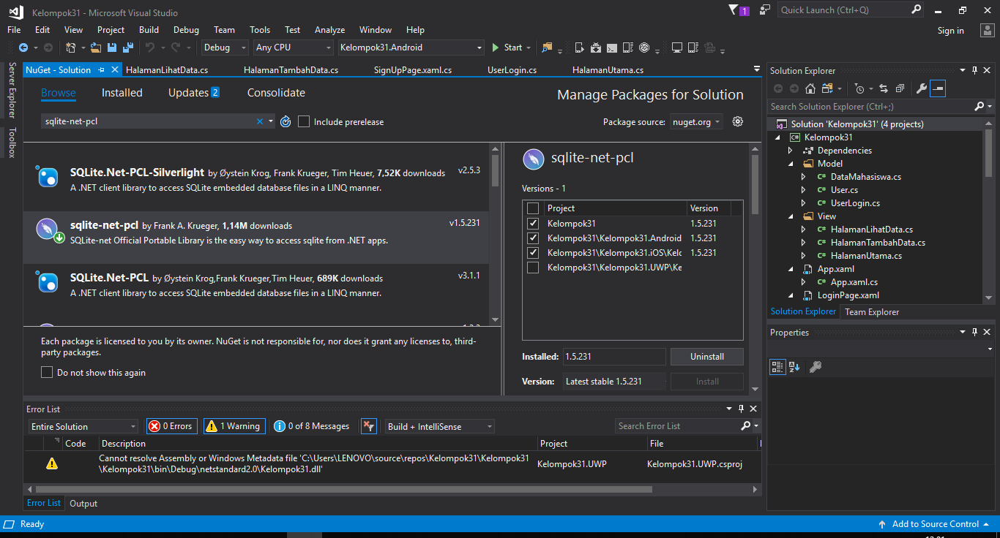 Kelompok31 - Microsoft Visual Studio
1
Quick Launch (Ctrl+Q)
File Edit View Project Build Debug Team Tools Test Analyze Window Help
Sign in
Debug Any CPU Kelompok31.Android Start
Server Explorer
Toolbox
NuGet - Solution HalamanLihatData.cs HalamanTambahData.cs SignUpPage.xaml.cs UserLogin.cs HalamanUtama.cs
Browse Installed Updates 2 Consolidate
Manage Packages for Solution
sqlite-net-pcl
Include prerelease
Package source: nuget.org
SQLite.Net-PCL-Silverlight by Øystein Krog, Frank Krueger, Tim Heuer, 7,52K downloads v2.5.3
A .NET client library to access SQLite embedded database files in a LINQ manner.
sqlite-net-pcl by Frank A. Krueger, 1,14M downloads v1.5.231
SQLite-net Official Portable Library is the easy way to access sqlite from .NET apps.
SQLite.Net-PCL by Øystein Krog,Frank Krueger,Tim Heuer, 689K downloads v3.1.1
A .NET client library to access SQLite embedded database files in a LINQ manner.
Each package is licensed to you by its owner. NuGet is not responsible for, nor does it grant any licenses to, third-
party packages.
Do not show this again
sqlite-net-pcl
Versions - 1
Project Version
Kelompok31 1.5.231
Kelompok31\Kelompok31.Android 1.5.231
Kelompok31\Kelompok31.iOS\Kelc 1.5.231
Kelompok31\Kelompok31.UWP\Ke
Installed: 1.5.231 Uninstall
Version: Latest stable 1.5.231 Install
Solution Explorer
Search Solution Explorer (Ctrl+;)
Solution 'Kelompok31' (4 projects)
Kelompok31
Dependencies
Model
DataMahasiswa.cs
User.cs
UserLogin.cs
View
HalamanLihatData.cs
HalamanTambahData.cs
HalamanUtama.cs
App.xaml
App.xaml.cs
LoginPage.xaml
Solution Explorer Team Explorer
Properties
Error List
Entire Solution 0 Errors 1 Warning 0 of 8 Messages Build + IntelliSense Search Error List
Code Description Project File
Cannot resolve Assembly or Windows Metadata file 'C:\Users\LENOVO\source\repos\Kelompok31\Kelompok31
\Kelompok31\bin\Debug\netstandard2.0\Kelompok31.dll'
Kelompok31.UWP Kelompok31.UWP.csproj
Error List Output
Ready
Add to Source Control